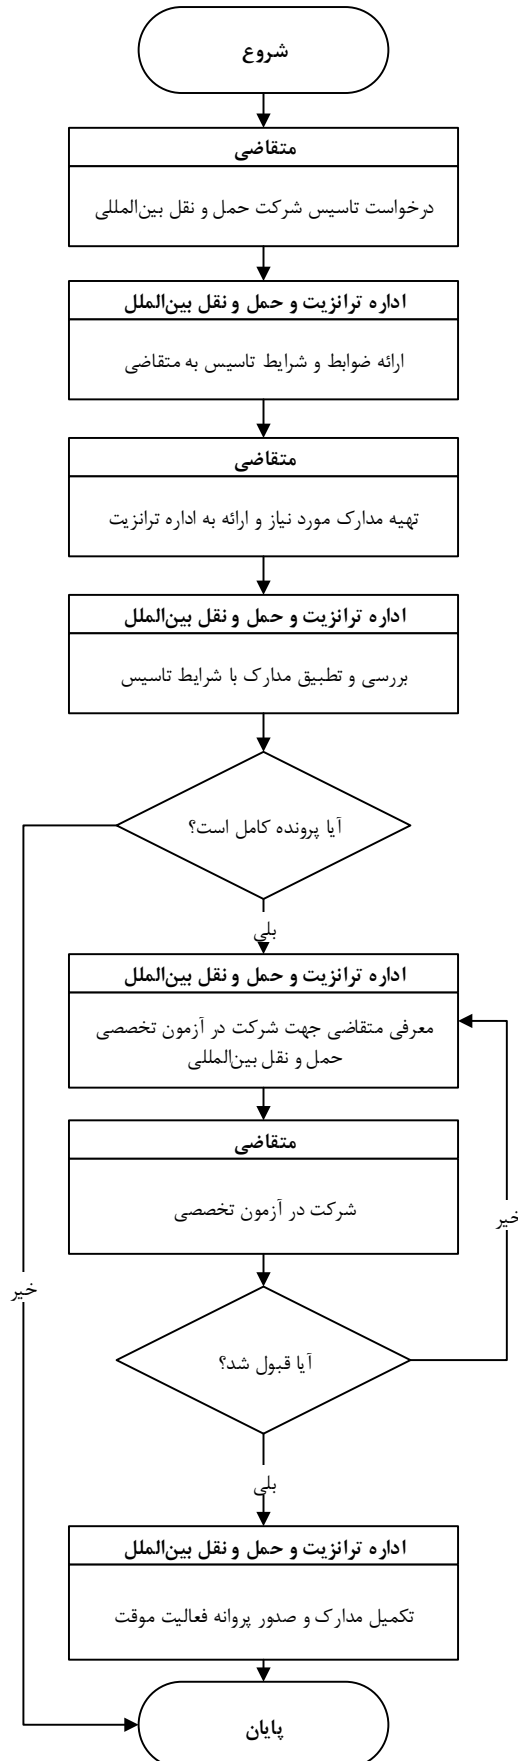 شروع
متقاضی
درخواست تاسیس شرکت حمل و نقل بین‌المللی
اداره ترانزیت و حمل و نقل بین‌الملل
ارائه ضوابط و شرایط تاسیس به متقاضی
متقاضی
تهیه مدارک مورد نیاز و ارائه به اداره ترانزیت
اداره ترانزیت و حمل و نقل بین‌الملل
بررسی و تطبیق مدارک با شرایط تاسیس
آیا پرونده کامل است؟
بلی
اداره ترانزیت و حمل و نقل بین‌الملل
معرفی متقاضی جهت شرکت در آزمون تخصصی
حمل و نقل بین‌المللی
متقاضی
شرکت در آزمون تخصصی
خیر
خیر
آیا قبول شد؟
بلی
اداره ترانزیت و حمل و نقل بین‌الملل
تکمیل مدارک و صدور پروانه فعالیت موقت
پایان